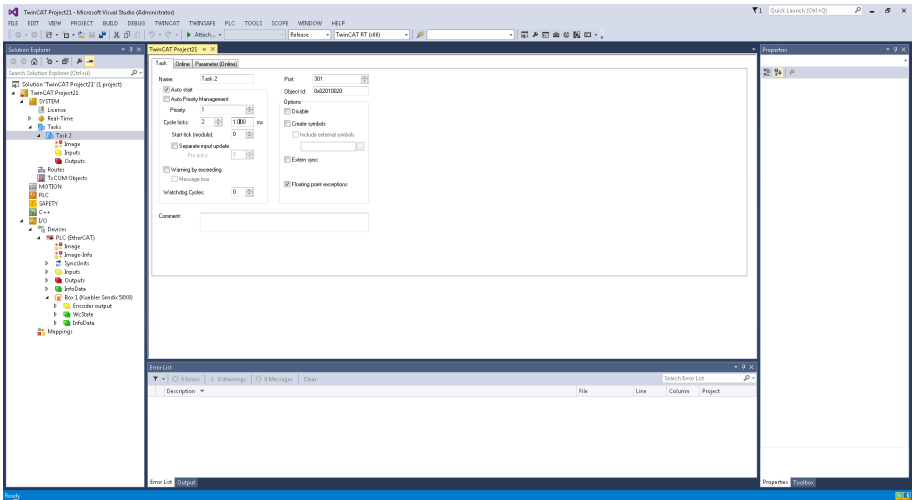 TwinCAT Project21 - Microsoft Visual Studio (Administrator)
1
Quick Launch (Ctrl+Q)
FILE EDIT VIEW PROJECT BUILD DEBUG TWINCAT TWINSAFE PLC TOOLS SCOPE WINDOW HELP
Attach...
Release
TwinCAT RT (x86)
Solution Explorer
Search Solution Explorer (Ctrl+ü)
Solution 'TwinCAT Project21' (1 project)
TwinCAT Project21
SYSTEM
License
Real-Time
Tasks
Task 2
Image
Inputs
Outputs
Routes
TcCOM Objects
MOTION
PLC
SAFETY
C++
I/O
Devices
PLC (EtherCAT)
Image
Image-Info
SyncUnits
Inputs
Outputs
InfoData
Box 1 (Kuebler Sendix 58X8)
Encoder output
WcState
InfoData
Mappings
TwinCAT Project21
Task Online Parameter (Online)
Name: Task 2
Port: 301
Auto start
Object Id: 0x02010020
Auto Priority Management
Options
Priority: 1
Disable
Cycle ticks: 2 1.000 ms
Create symbols
Start tick (modulo): 0
Include external symbols
Separate input update
Pre ticks: 0
Extern sync
Warning by exceeding
Message box
Floating point exceptions
Watchdog Cycles: 0
Comment:
Error List
0 Errors 0 Warnings 0 Messages Clear
Search Error List
Description File Line Column Project
Error List Output
Properties
Properties Toolbox
Ready